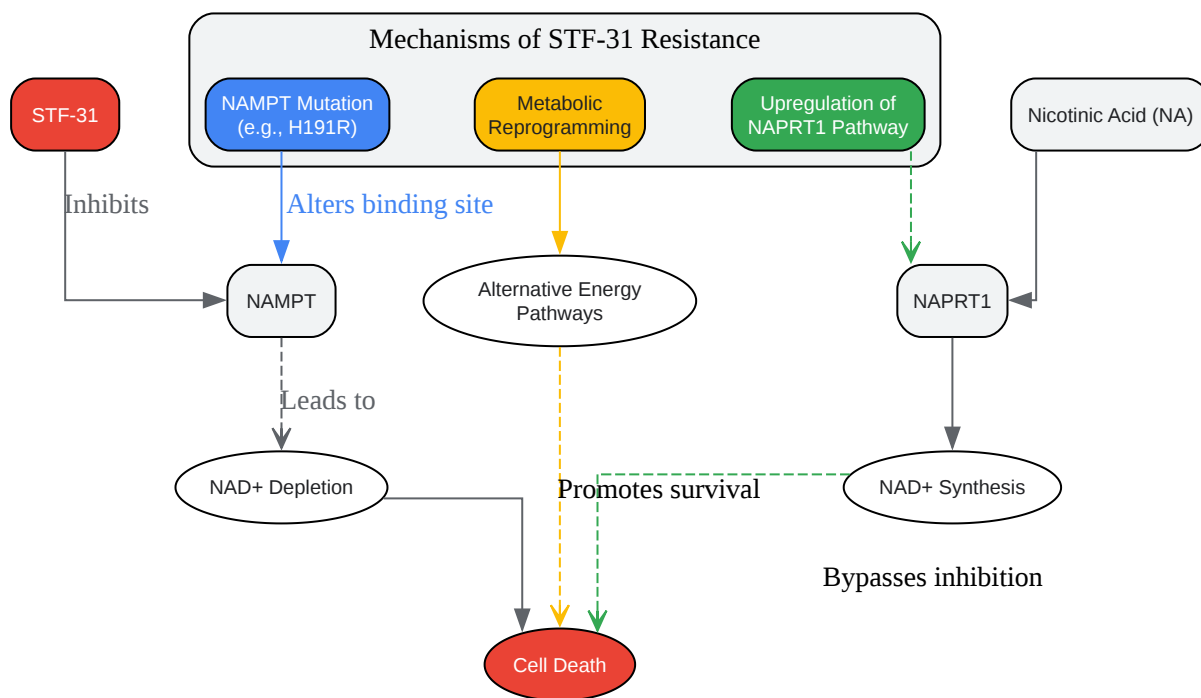 Mechanisms of STF-31 Resistance
STF-31
NAMPT Mutation
(e.g., H191R)
Metabolic
Reprogramming
Upregulation of
NAPRT1 Pathway
Nicotinic Acid (NA)
Inhibits
Alters binding site
NAMPT
Alternative Energy
Pathways
NAPRT1
Leads to
NAD+ Depletion
Promotes survival
NAD+ Synthesis
Bypasses inhibition
Cell Death